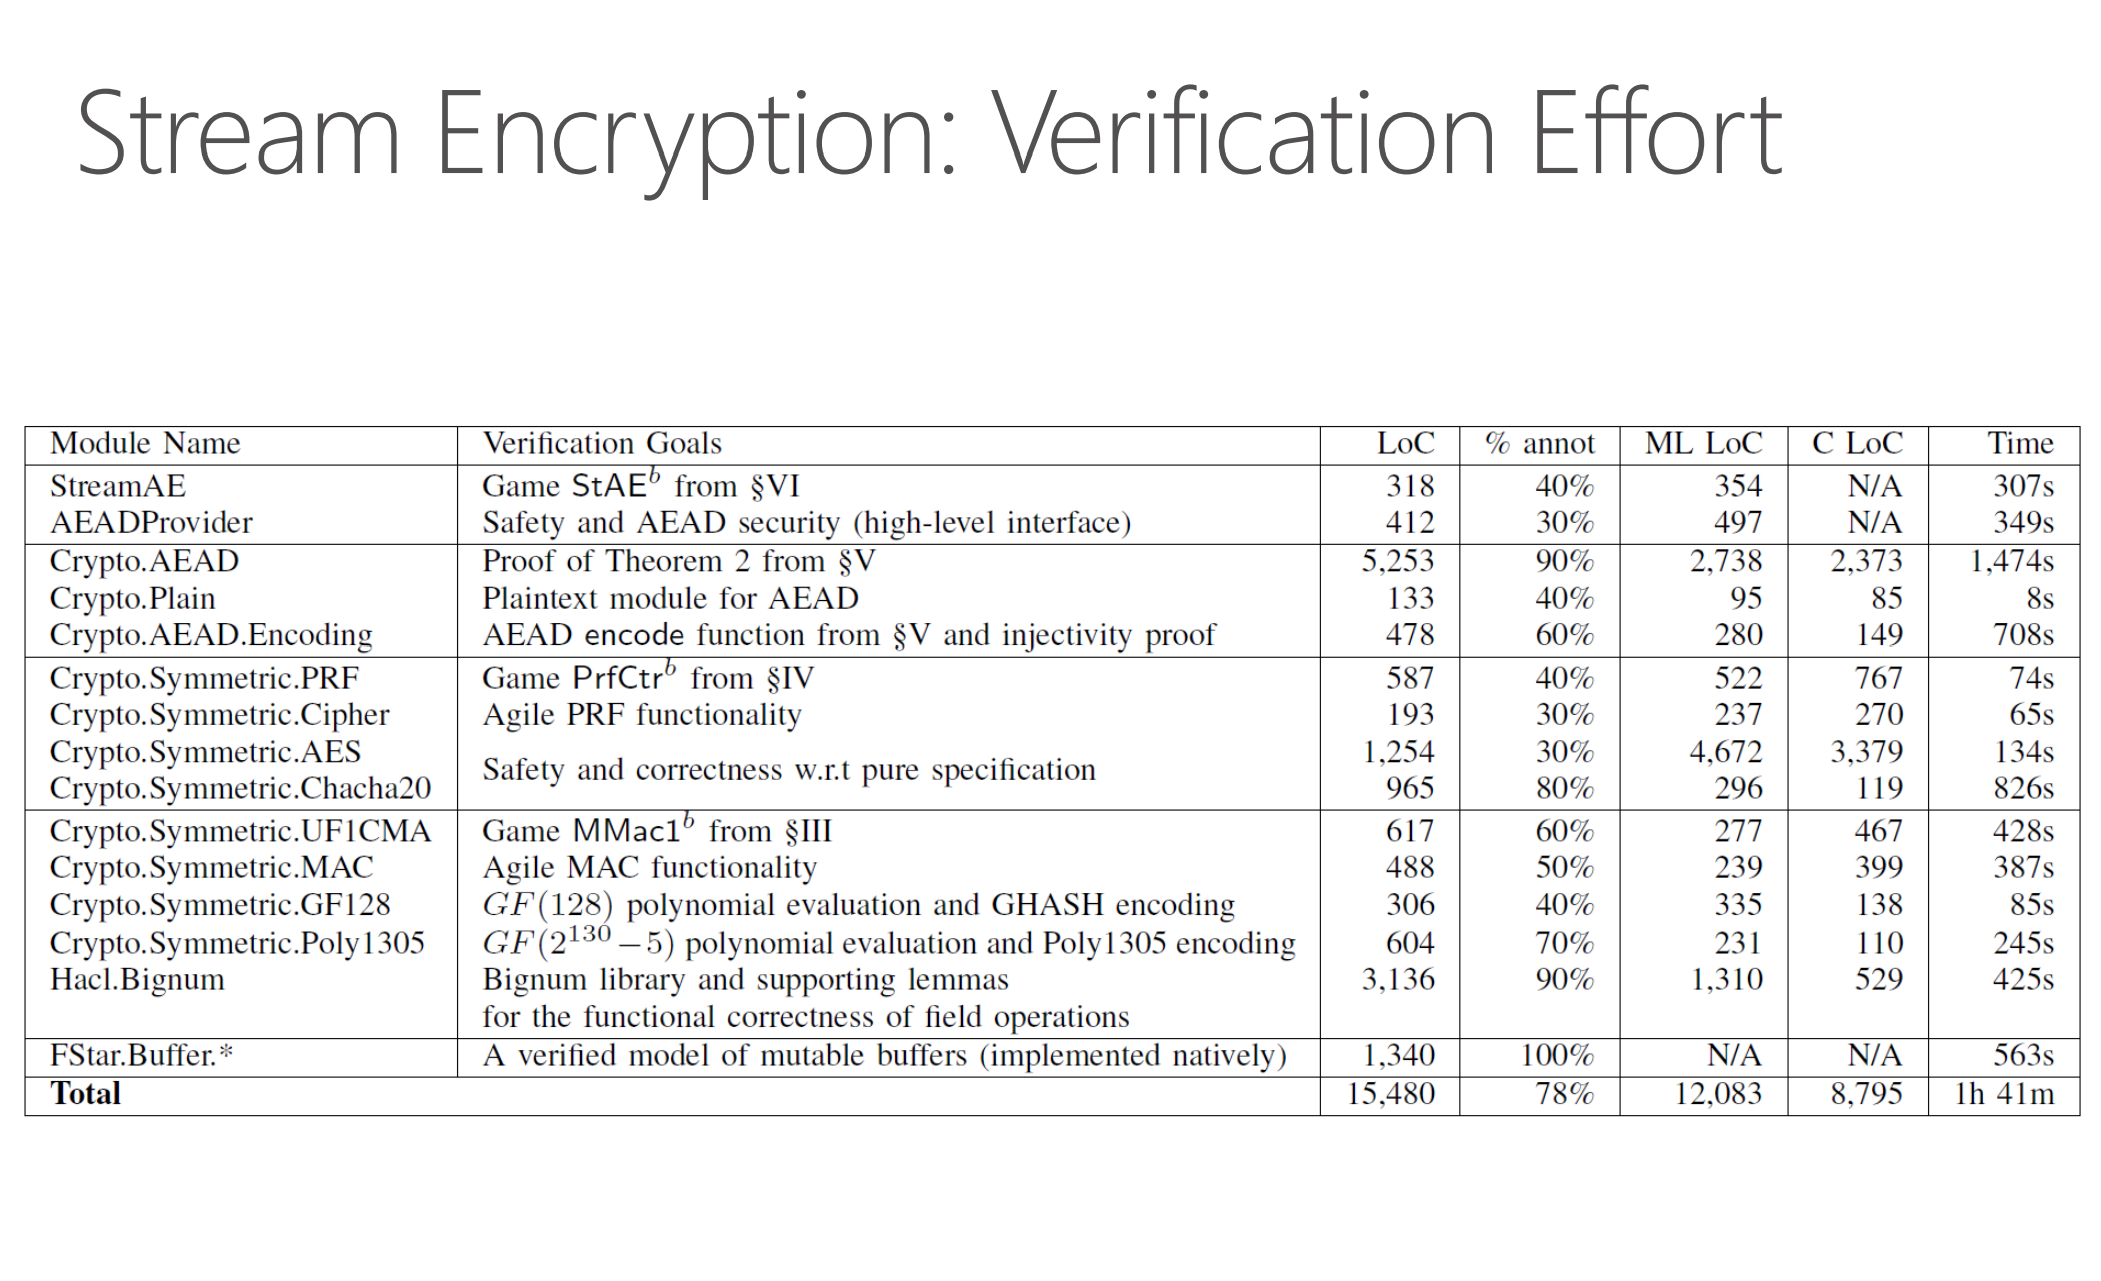 Stream Encryption: Verification Effort
Module Name Verification Goals LoC % annot ML LoC C LoC Time
StreamAE Game StAE^b from §VI 318 40% 354 N/A 307s
AEADProvider Safety and AEAD security (high-level interface) 412 30% 497 N/A 349s
Crypto.AEAD Proof of Theorem 2 from §V 5,253 90% 2,738 2,373 1,474s
Crypto.Plain Plaintext module for AEAD 133 40% 95 85 8s
Crypto.AEAD.Encoding AEAD encode function from §V and injectivity proof 478 60% 280 149 708s
Crypto.Symmetric.PRF Game PrfCtr^b from §IV 587 40% 522 767 74s
Crypto.Symmetric.Cipher Agile PRF functionality 193 30% 237 270 65s
Crypto.Symmetric.AES 1,254 30% 4,672 3,379 134s
Safety and correctness w.r.t pure specification
Crypto.Symmetric.Chacha20 965 80% 296 119 826s
Crypto.Symmetric.UF1CMA Game MMac1^b from §III 617 60% 277 467 428s
Crypto.Symmetric.MAC Agile MAC functionality 488 50% 239 399 387s
Crypto.Symmetric.GF128 GF(128) polynomial evaluation and GHASH encoding 306 40% 335 138 85s
Crypto.Symmetric.Poly1305 GF(2^130 − 5) polynomial evaluation and Poly1305 encoding 604 70% 231 110 245s
Hacl.Bignum Bignum library and supporting lemmas 3,136 90% 1,310 529 425s
for the functional correctness of field operations
FStar.Buffer.* A verified model of mutable buffers (implemented natively) 1,340 100% N/A N/A 563s
Total 15,480 78% 12,083 8,795 1h 41m